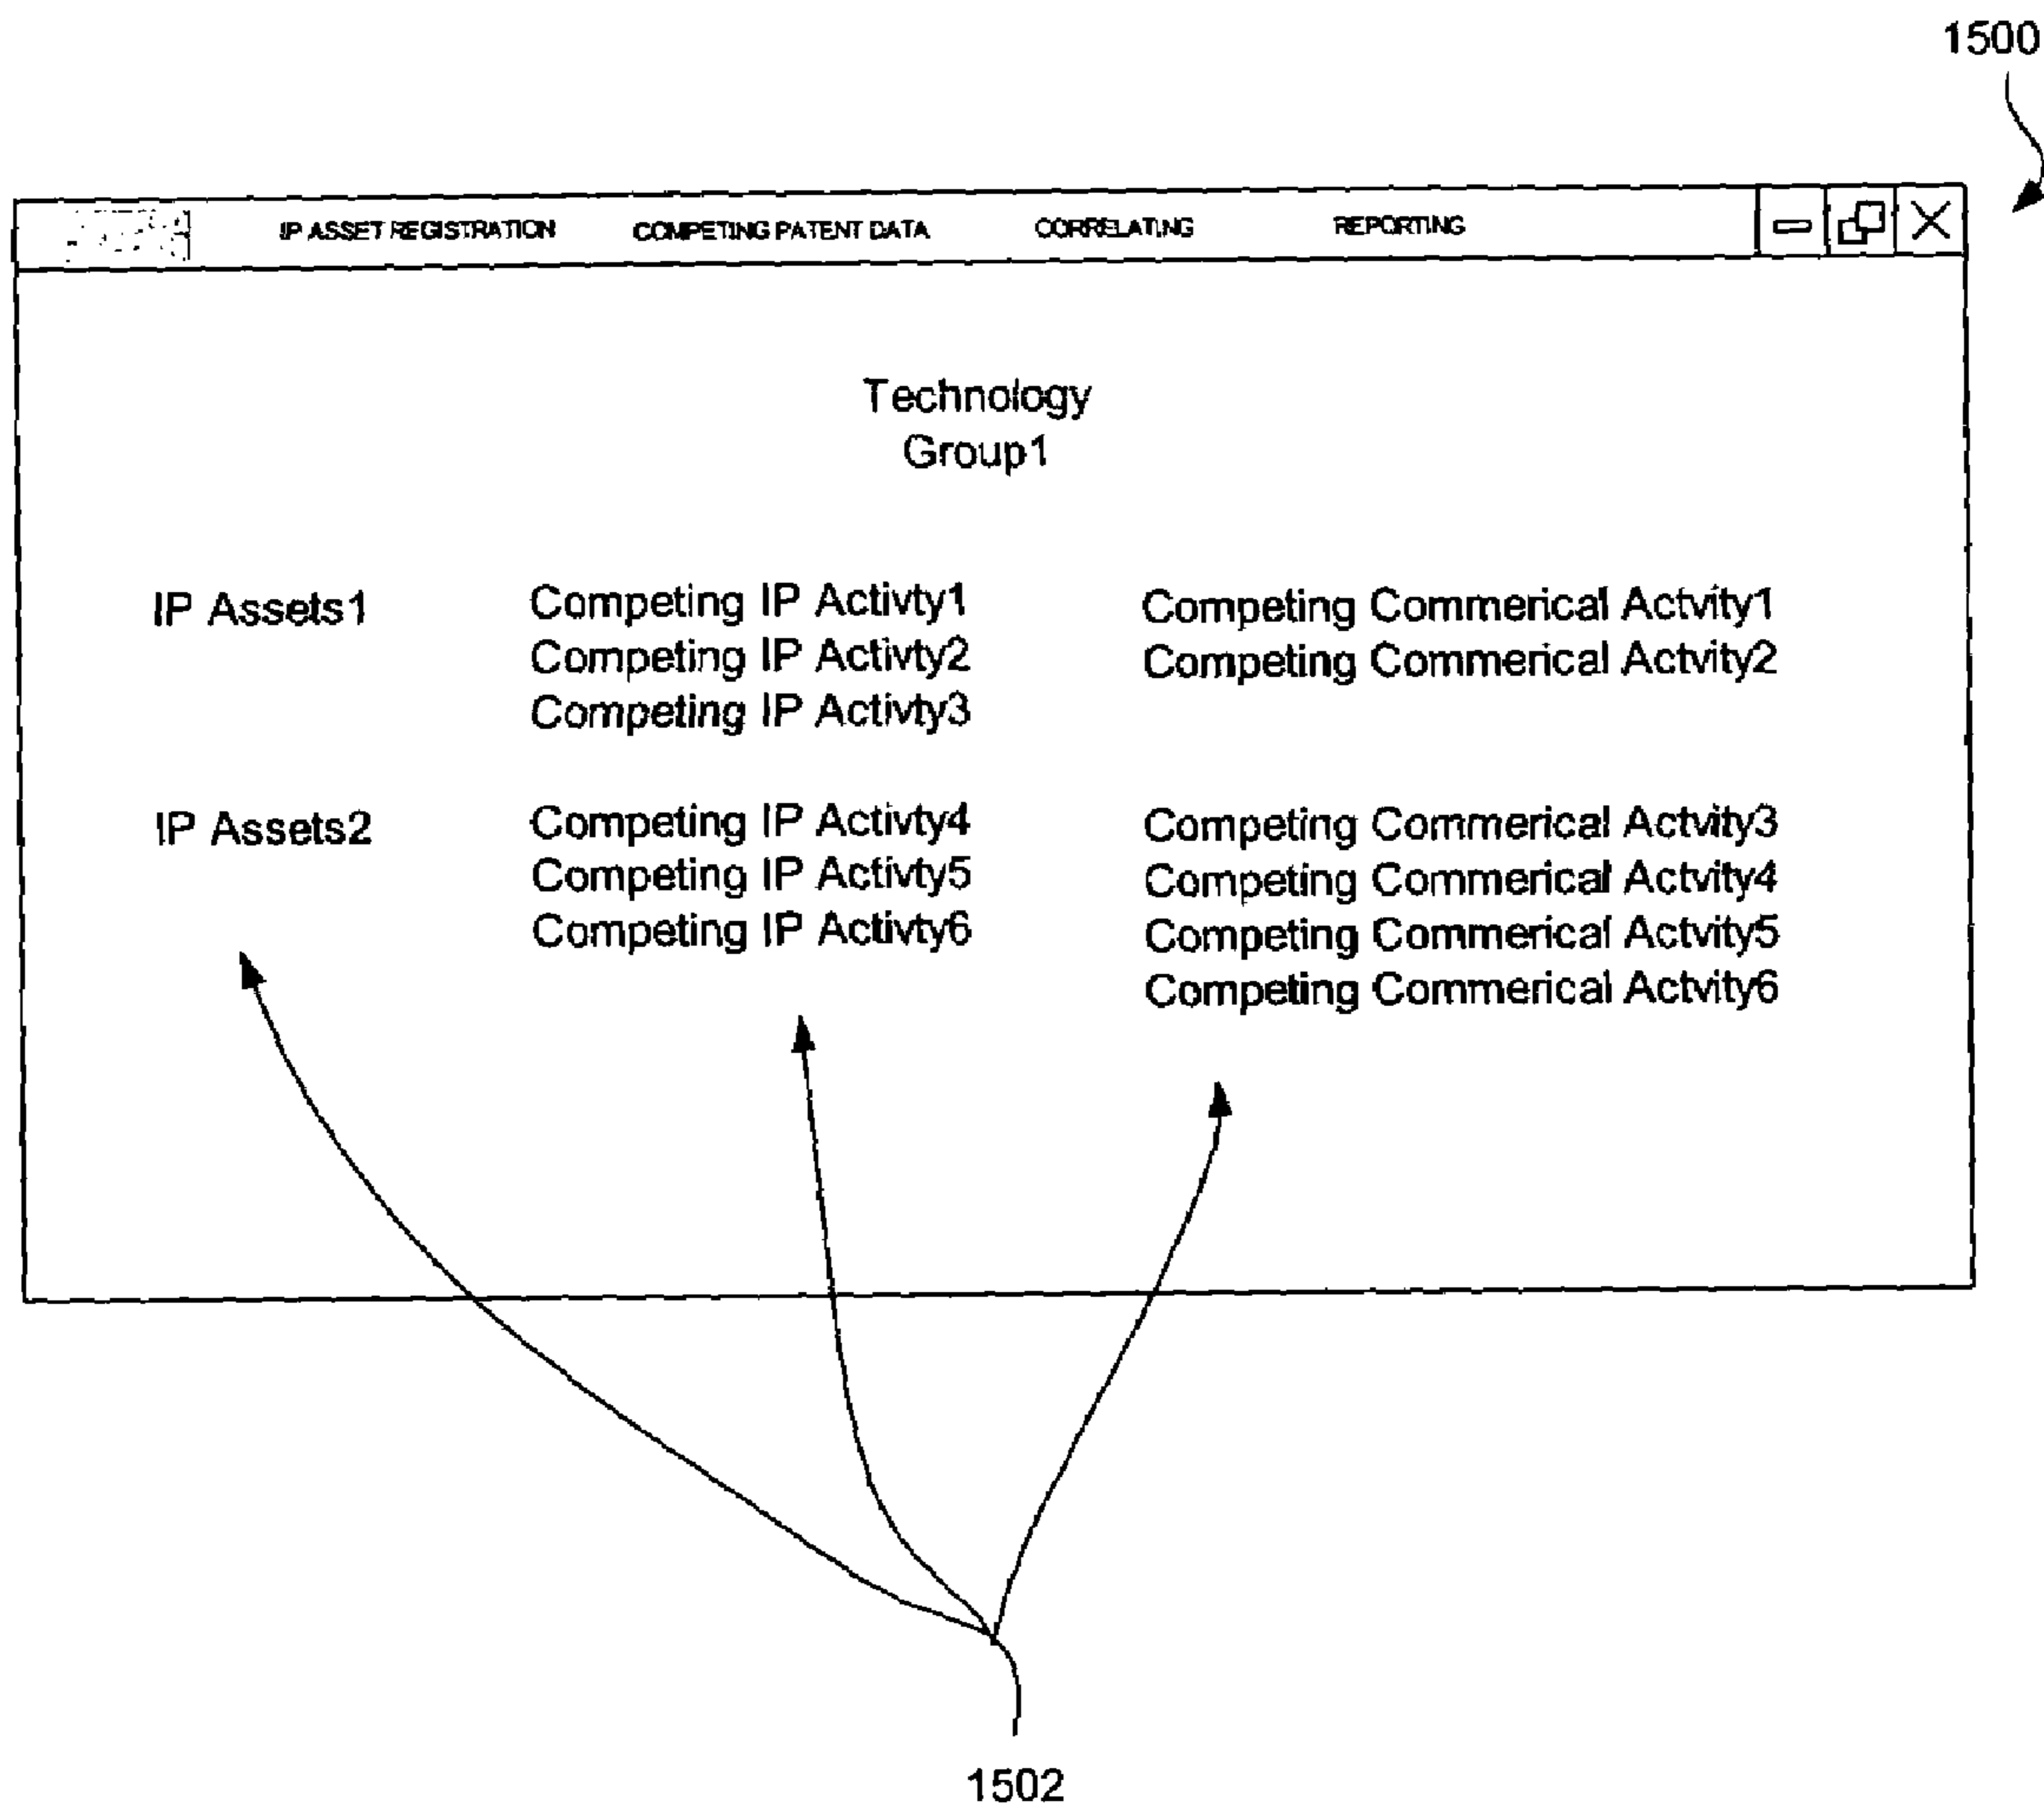 1500
IP ASSET REGISTRATION COMPETING PATENT DATA CORRELATING REPORTING
Technology
Group1
IP Assets1 Competing IP Activty1 Competing Commerical Actvity1
Competing IP Activty2 Competing Commerical Actvity2
Competing IP Activty3
IP Assets2 Competing IP Activty4 Competing Commerical Actvity3
Competing IP Activty5 Competing Commerical Actvity4
Competing IP Activty6 Competing Commerical Actvity5
Competing Commerical Actvity6
1502